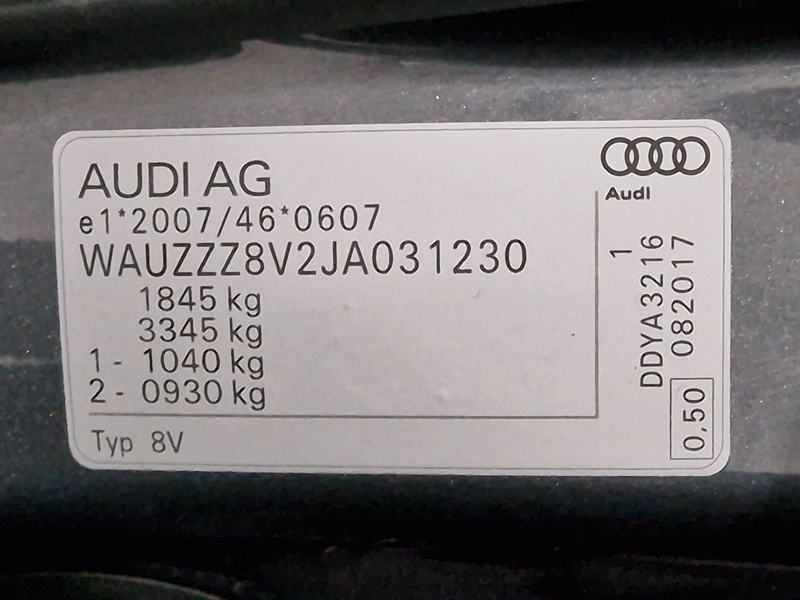 AUDI AG
e1*2007/46*0607
WAUZZZ8V2JA031230
1845 kg
3345 kg
1 - 1040 kg
2 - 0930 kg
Typ 8V
Audi
1
DDYA3216
082017
0,50